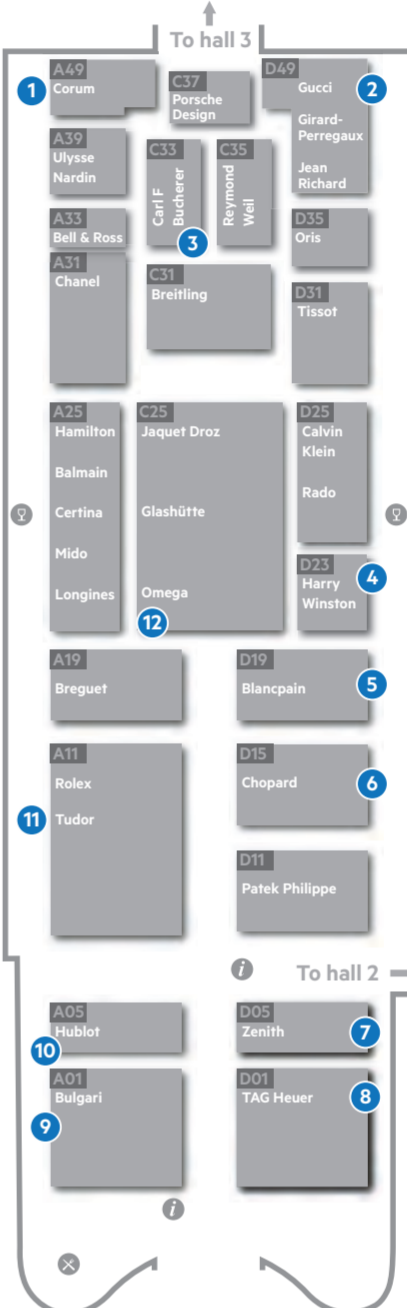 To hall 3
A49
Corum
1
C37
Porsche
Design
D49
Gucci
2
Girard-
Perregaux
Jean
Richard
A39
Ulysse
Nardin
C33
Carl F
Bucherer
3
C35
Reymond
Weil
A33
Bell & Ross
D35
Oris
A31
Chanel
C31
Breitling
D31
Tissot
A25
Hamilton
Balmain
Certina
Mido
Longines
C25
Jaquet Droz
Glashütte
Omega
12
D25
Calvin
Klein
Rado
D23
Harry
Winston
4
A19
Breguet
D19
Blancpain
5
A11
Rolex
Tudor
11
D15
Chopard
6
D11
Patek Philippe
i
To hall 2
A05
Hublot
10
D05
Zenith
7
A01
Bulgari
9
D01
TAG Heuer
8
i